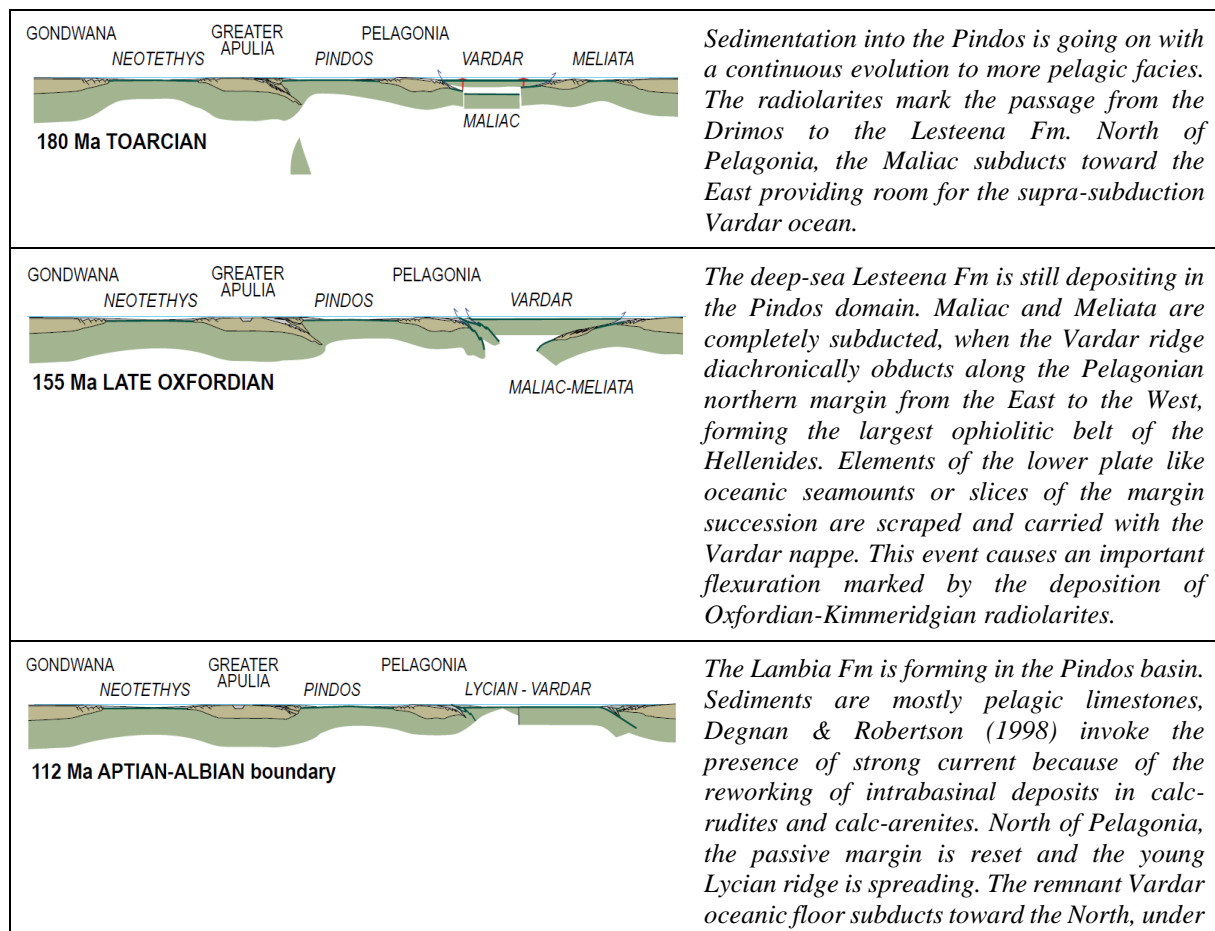 GONDWANA GREATER APULIA PELAGONIA
NEOTETHYS PINDOS VARDAR MELIATA
MALIAC
180 Ma TOARCIAN
Sedimentation into the Pindos is going on with
a continuous evolution to more pelagic facies.
The radiolarites mark the passage from the
Drimos to the Lesteena Fm. North of
Pelagonia, the Maliac subducts toward the
East providing room for the supra-subduction
Vardar ocean.
GONDWANA GREATER APULIA PELAGONIA
NEOTETHYS PINDOS VARDAR
155 Ma LATE OXFORDIAN
MALIAC-MELIATA
The deep-sea Lesteena Fm is still depositing in
the Pindos domain. Maliac and Meliata are
completely subducted, when the Vardar ridge
diachronically obducts along the Pelagonian
northern margin from the East to the West,
forming the largest ophiolitic belt of the
Hellenides. Elements of the lower plate like
oceanic seamounts or slices of the margin
succession are scraped and carried with the
Vardar nappe. This event causes an important
flexuration marked by the deposition of
Oxfordian-Kimmeridgian radiolarites.
GONDWANA GREATER APULIA PELAGONIA
NEOTETHYS PINDOS LYCIAN - VARDAR
112 Ma APTIAN-ALBIAN boundary
The Lambia Fm is forming in the Pindos basin.
Sediments are mostly pelagic limestones,
Degnan & Robertson (1998) invoke the
presence of strong current because of the
reworking of intrabasinal deposits in calc-
rudites and calc-arenites. North of Pelagonia,
the passive margin is reset and the young
Lycian ridge is spreading. The remnant Vardar
oceanic floor subducts toward the North, under